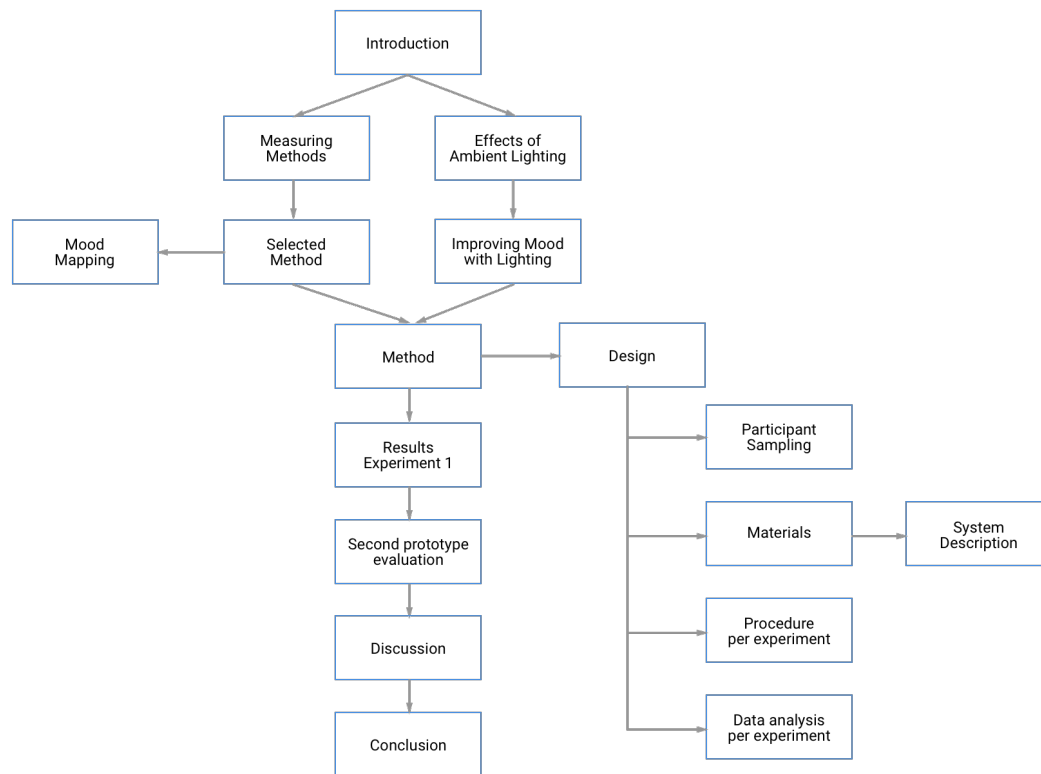 Introduction
Measuring
Methods
Effects of
Ambient Lighting
Mood
Mapping
Selected
Method
Improving Mood
with Lighting
Method
Design
Participant
Sampling
Results
Experiment 1
Materials
System
Description
Second prototype
evaluation
Procedure
per experiment
Discussion
Data analysis
per experiment
Conclusion